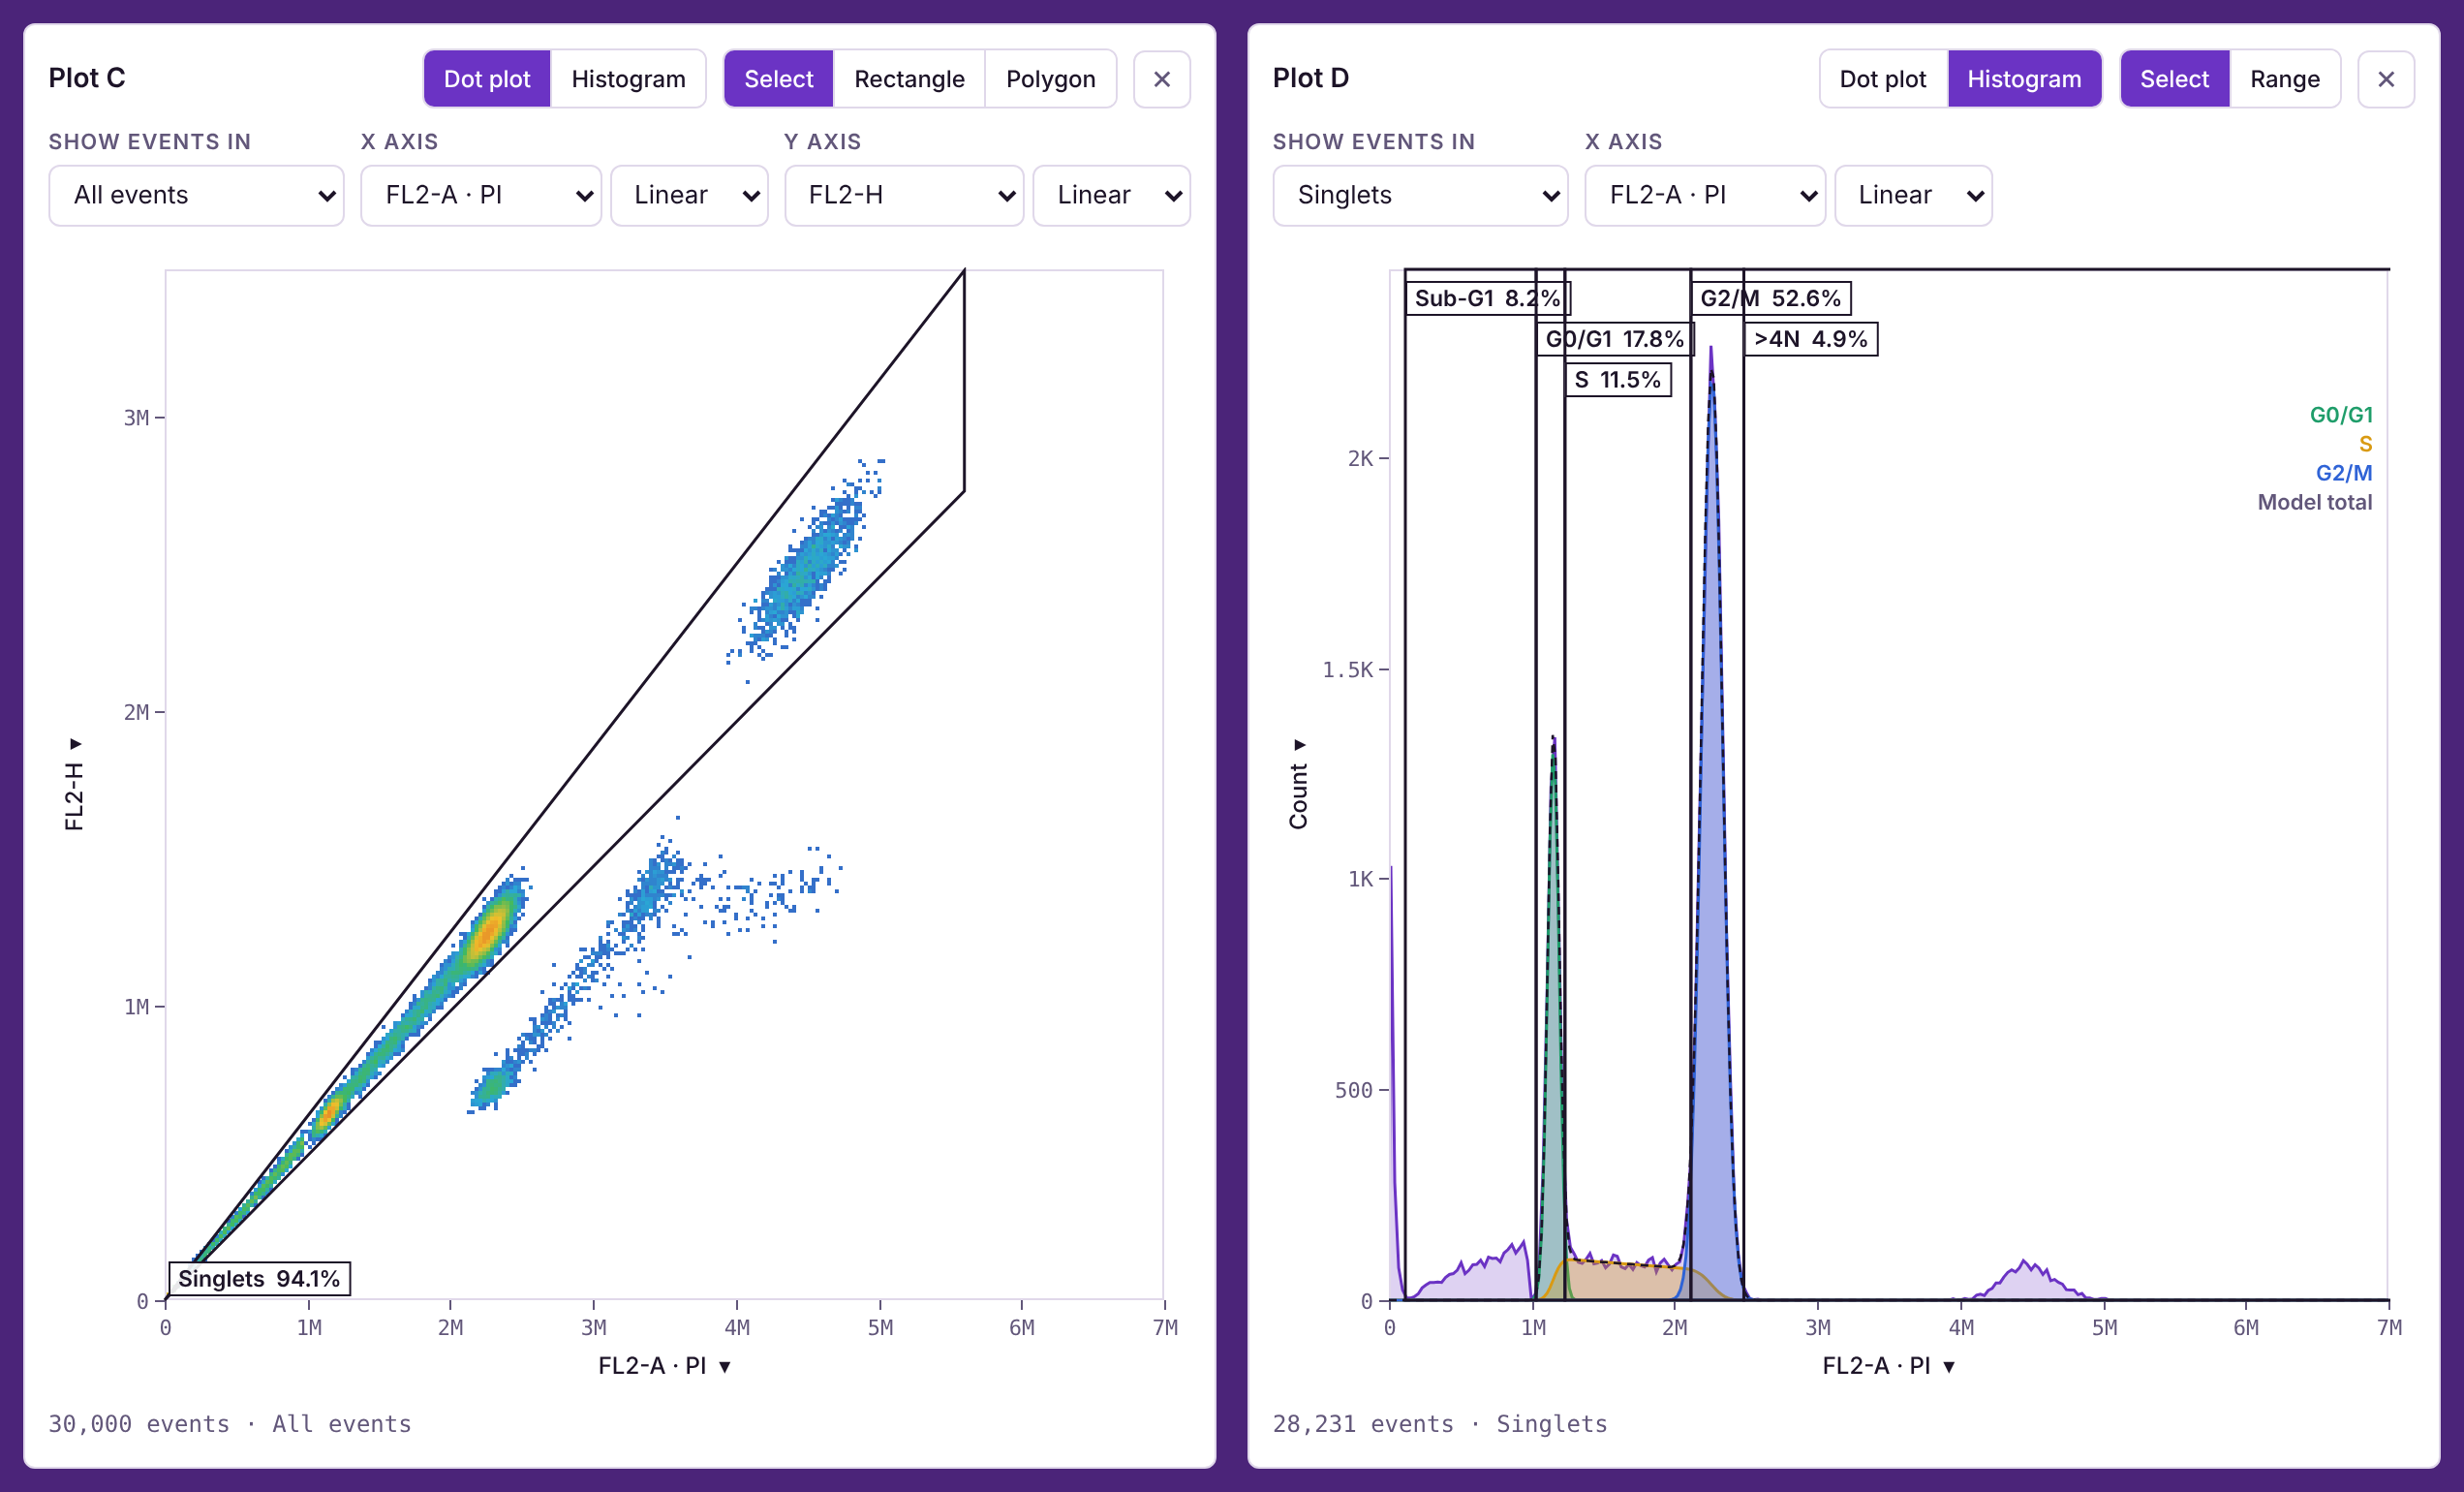 Plot C
Dot plot Histogram Select Rectangle Polygon ✕
SHOW EVENTS IN X AXIS Y AXIS
All events FL2-A · PI Linear FL2-H Linear
3M
2M
1M
0
FL2-H ▼
Singlets 94.1%
0 1M 2M 3M 4M 5M 6M 7M
FL2-A · PI ▼
30,000 events · All events
Plot D
Dot plot Histogram Select Range ✕
SHOW EVENTS IN X AXIS
Singlets FL2-A · PI Linear
Sub-G1 8.2% G2/M 52.6%
G0/G1 17.8% >4N 4.9%
S 11.5%
G0/G1
S
G2/M
Model total
2K
1.5K
1K
500
0
Count ▼
0 1M 2M 3M 4M 5M 6M 7M
FL2-A · PI ▼
28,231 events · Singlets